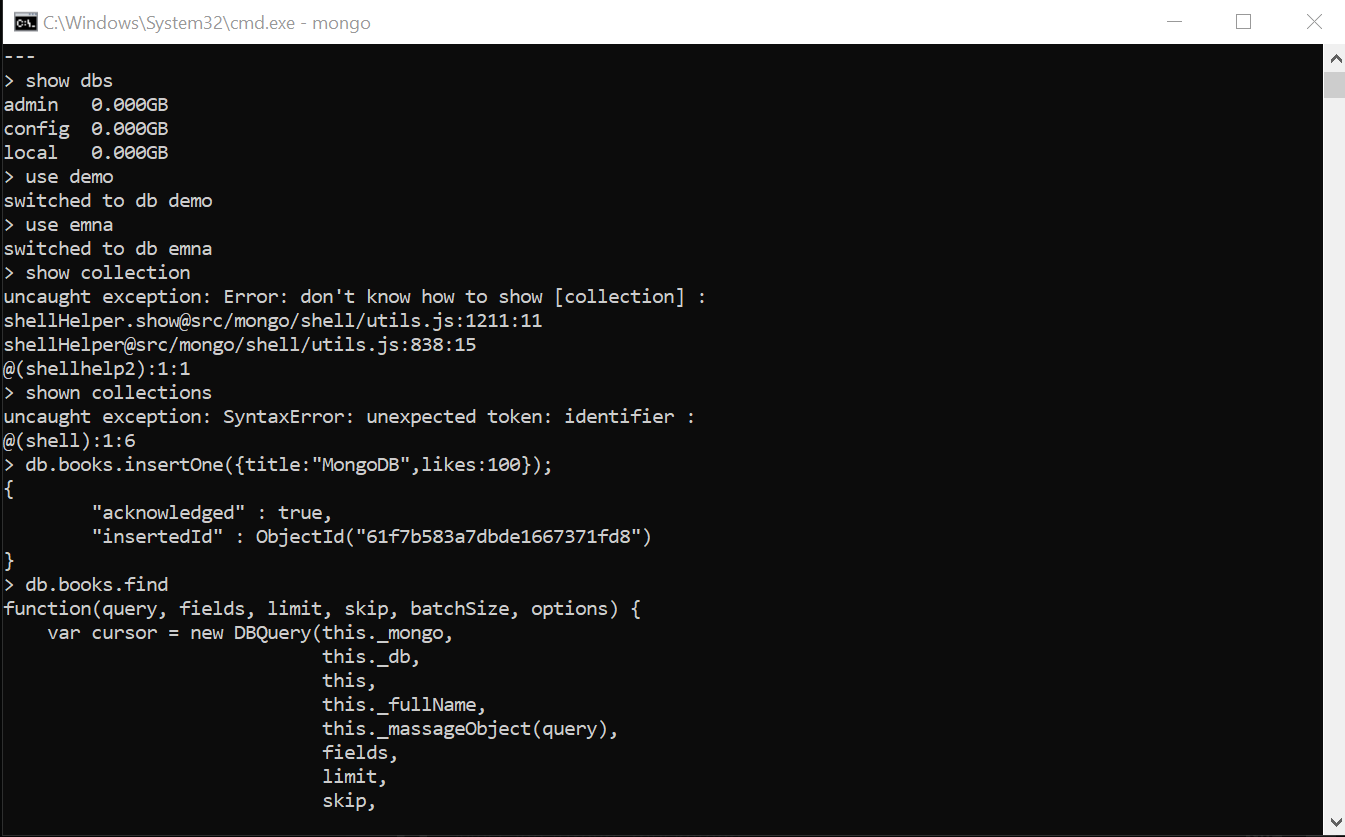 C:\Windows\System32\cmd.exe - mongo
---
> show dbs
admin   0.000GB
config  0.000GB
local   0.000GB
> use demo
switched to db demo
> use emna
switched to db emna
> show collection
uncaught exception: Error: don't know how to show [collection] :
shellHelper.show@src/mongo/shell/utils.js:1211:11
shellHelper@src/mongo/shell/utils.js:838:15
@(shellhelp2):1:1
> shown collections
uncaught exception: SyntaxError: unexpected token: identifier :
@(shell):1:6
> db.books.insertOne({title:"MongoDB",likes:100});
{
        "acknowledged" : true,
        "insertedId" : ObjectId("61f7b583a7dbde1667371fd8")
}
> db.books.find
function(query, fields, limit, skip, batchSize, options) {
    var cursor = new DBQuery(this._mongo,
                             this._db,
                             this,
                             this._fullName,
                             this._massageObject(query),
                             fields,
                             limit,
                             skip,